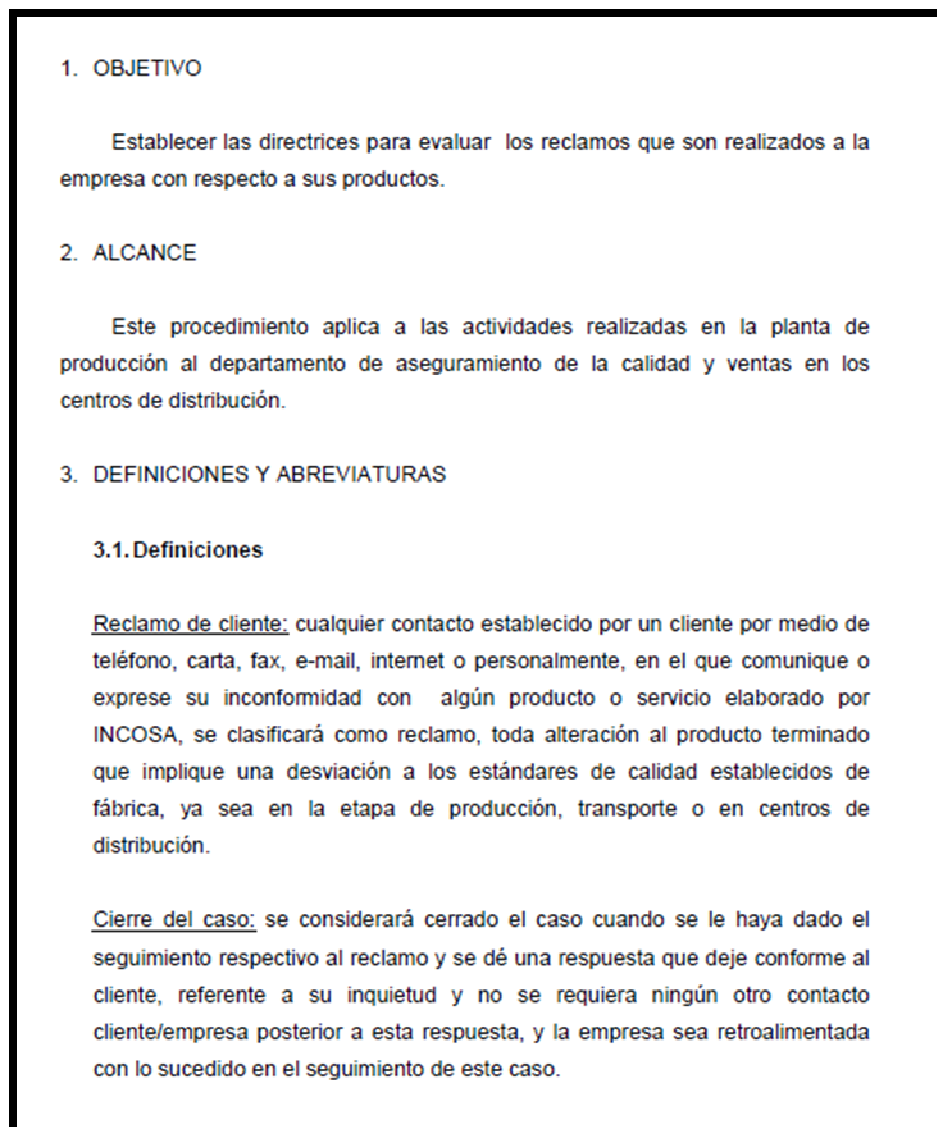 1. OBJETIVO
Establecer las directrices para evaluar los reclamos que son realizados a la
empresa con respecto a sus productos.
2. ALCANCE
Este procedimiento aplica a las actividades realizadas en la planta de
producción al departamento de aseguramiento de la calidad y ventas en los
centros de distribución.
3. DEFINICIONES Y ABREVIATURAS
3.1. Definiciones
Reclamo de cliente: cualquier contacto establecido por un cliente por medio de
teléfono, carta, fax, e-mail, internet o personalmente, en el que comunique o
exprese su inconformidad con algún producto o servicio elaborado por
INCOSA, se clasificará como reclamo, toda alteración al producto terminado
que implique una desviación a los estándares de calidad establecidos de
fábrica, ya sea en la etapa de producción, transporte o en centros de
distribución.
Cierre del caso: se considerará cerrado el caso cuando se le haya dado el
seguimiento respectivo al reclamo y se dé una respuesta que deje conforme al
cliente, referente a su inquietud y no se requiera ningún otro contacto
cliente/empresa posterior a esta respuesta, y la empresa sea retroalimentada
con lo sucedido en el seguimiento de este caso.